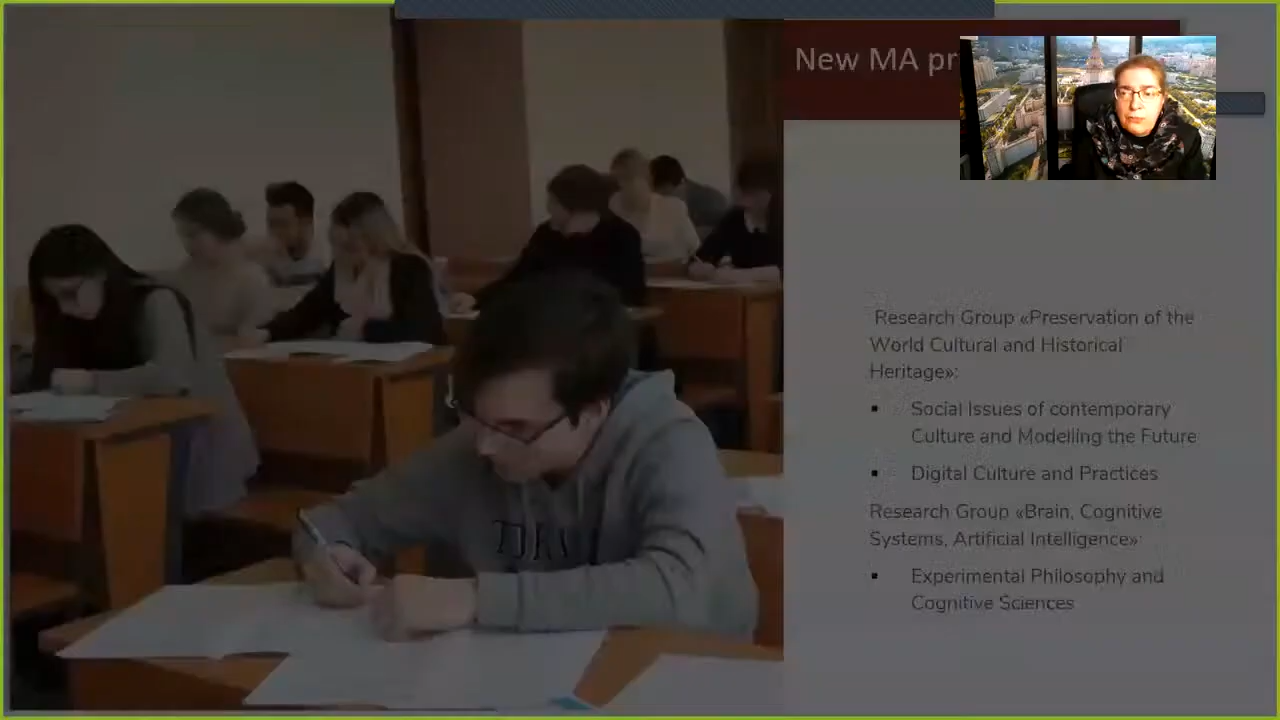 New MA pr
Research Group «Preservation of the
World Cultural and Historical
Heritage»:
▪ Social Issues of contemporary
Culture and Modelling the Future
▪ Digital Culture and Practices
Research Group «Brain, Cognitive
Systems, Artificial Intelligence»
▪ Experimental Philosophy and
Cognitive Sciences